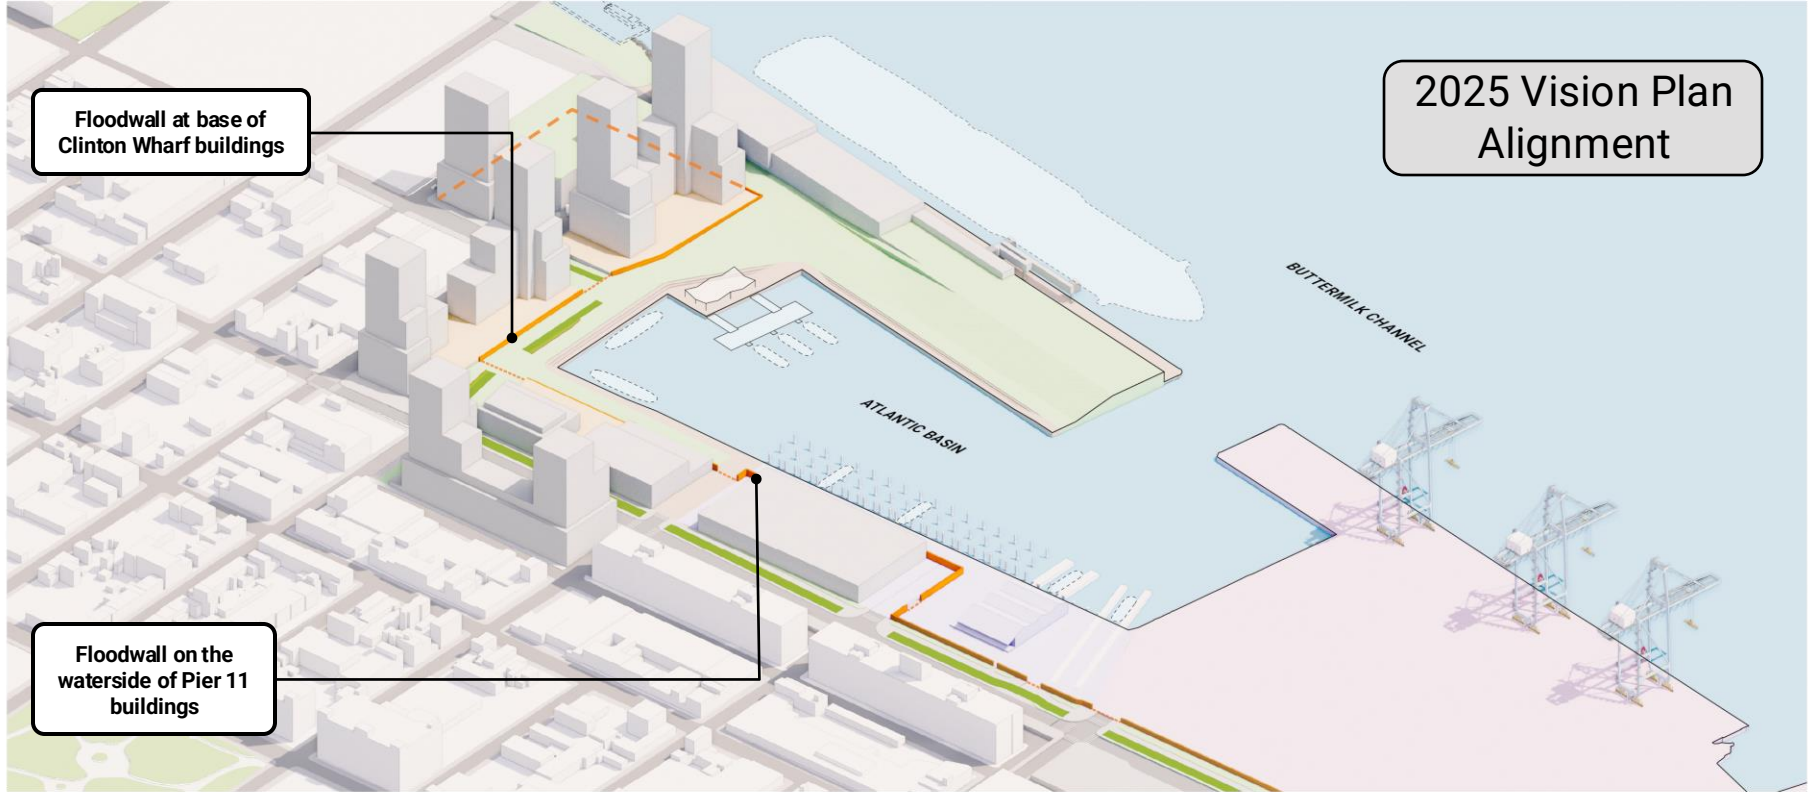 2025 Vision Plan
Alignment
Floodwall at base of
Clinton Wharf buildings
BUTTERMILK CHANNEL
ATLANTIC BASIN
Floodwall on the
waterside of Pier 11
buildings